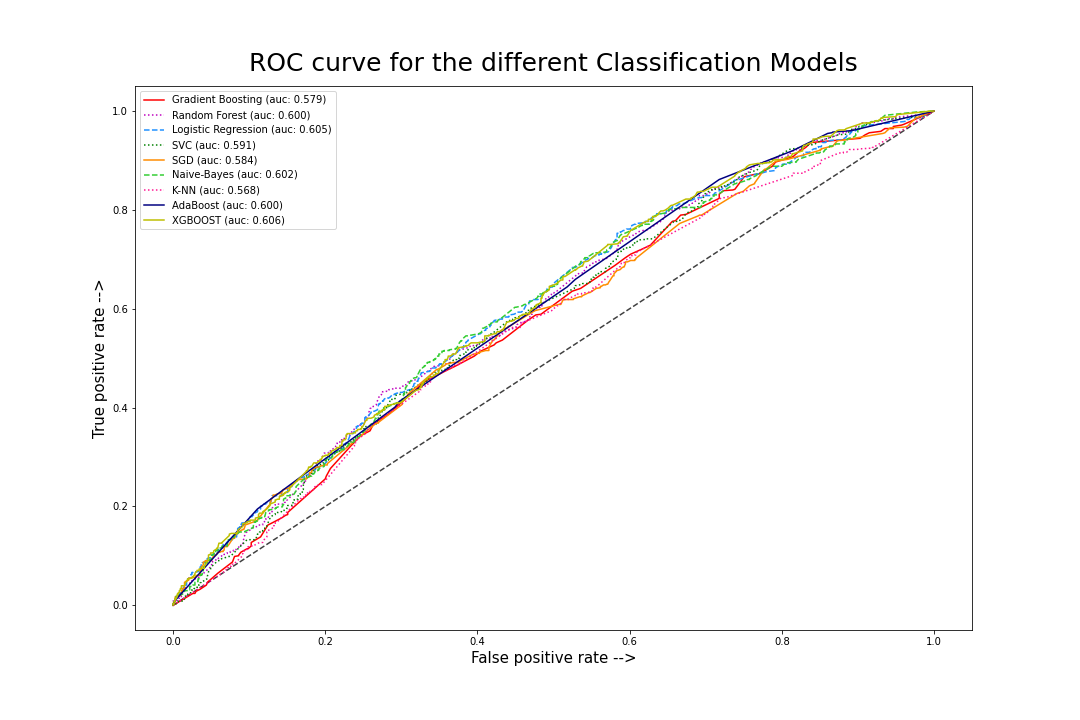 ROC curve for the different Classification Models
Gradient Boosting (auc: 0.579)
Random Forest (auc: 0.600)
Logistic Regression (auc: 0.605)
SVC (auc: 0.591)
SGD (auc: 0.584)
Naive-Bayes (auc: 0.602)
K-NN (auc: 0.568)
AdaBoost (auc: 0.600)
XGBOOST (auc: 0.606)
True positive rate -->
1.0
0.8
0.6
0.4
0.2
0.0
0.0 0.2 0.4 0.6 0.8 1.0
False positive rate -->